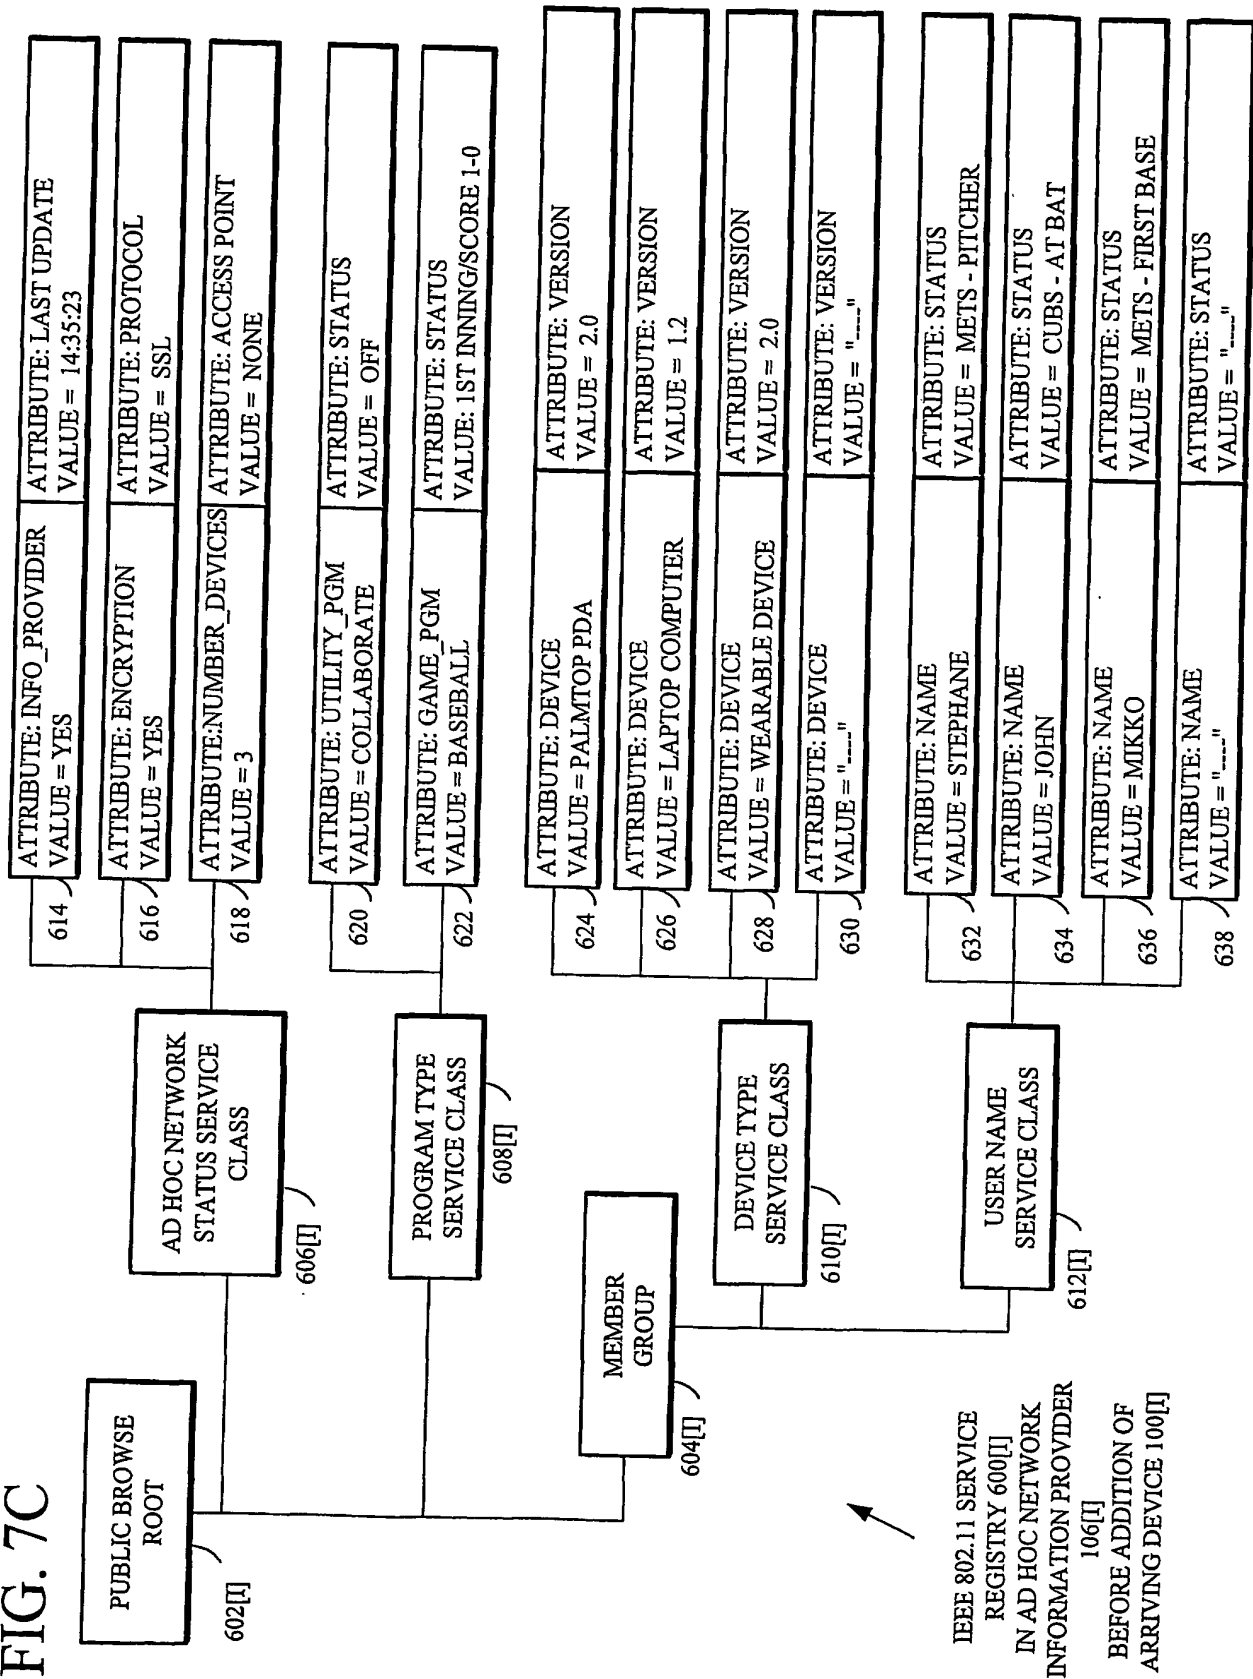 FIG. 7C
PUBLIC BROWSE
ROOT
602[I]
AD HOC NETWORK
STATUS SERVICE
CLASS
606[I]
ATTRIBUTE: INFO_PROVIDER
VALUE = YES
ATTRIBUTE: LAST UPDATE
VALUE = 14:35:23
614
ATTRIBUTE: ENCRYPTION
VALUE = YES
ATTRIBUTE: PROTOCOL
VALUE = SSL
616
ATTRIBUTE:NUMBER_DEVICES
VALUE = 3
ATTRIBUTE: ACCESS POINT
VALUE = NONE
618
PROGRAM TYPE
SERVICE CLASS
608[I]
ATTRIBUTE: UTILITY_PGM
VALUE = COLLABORATE
ATTRIBUTE: STATUS
VALUE = OFF
620
ATTRIBUTE: GAME_PGM
VALUE = BASEBALL
ATTRIBUTE: STATUS
VALUE: 1ST INNING/SCORE 1-0
622
MEMBER
GROUP
604[I]
DEVICE TYPE
SERVICE CLASS
610[I]
ATTRIBUTE: DEVICE
VALUE = PALMTOP PDA
ATTRIBUTE: VERSION
VALUE = 2.0
624
ATTRIBUTE: DEVICE
VALUE = LAPTOP COMPUTER
ATTRIBUTE: VERSION
VALUE = 1.2
626
ATTRIBUTE: DEVICE
VALUE = WEARABLE DEVICE
ATTRIBUTE: VERSION
VALUE = 2.0
628
ATTRIBUTE: DEVICE
VALUE = "----"
ATTRIBUTE: VERSION
VALUE = "----"
630
USER NAME
SERVICE CLASS
612[I]
ATTRIBUTE: NAME
VALUE = STEPHANE
ATTRIBUTE: STATUS
VALUE = METS - PITCHER
632
ATTRIBUTE: NAME
VALUE = JOHN
ATTRIBUTE: STATUS
VALUE = CUBS - AT BAT
634
ATTRIBUTE: NAME
VALUE = MIKKO
ATTRIBUTE: STATUS
VALUE = METS - FIRST BASE
636
ATTRIBUTE: NAME
VALUE = "----"
ATTRIBUTE: STATUS
VALUE = "----"
638
IEEE 802.11 SERVICE
REGISTRY 600[I]
IN AD HOC NETWORK
INFORMATION PROVIDER
106[I]
BEFORE ADDITION OF
ARRIVING DEVICE 100[I]